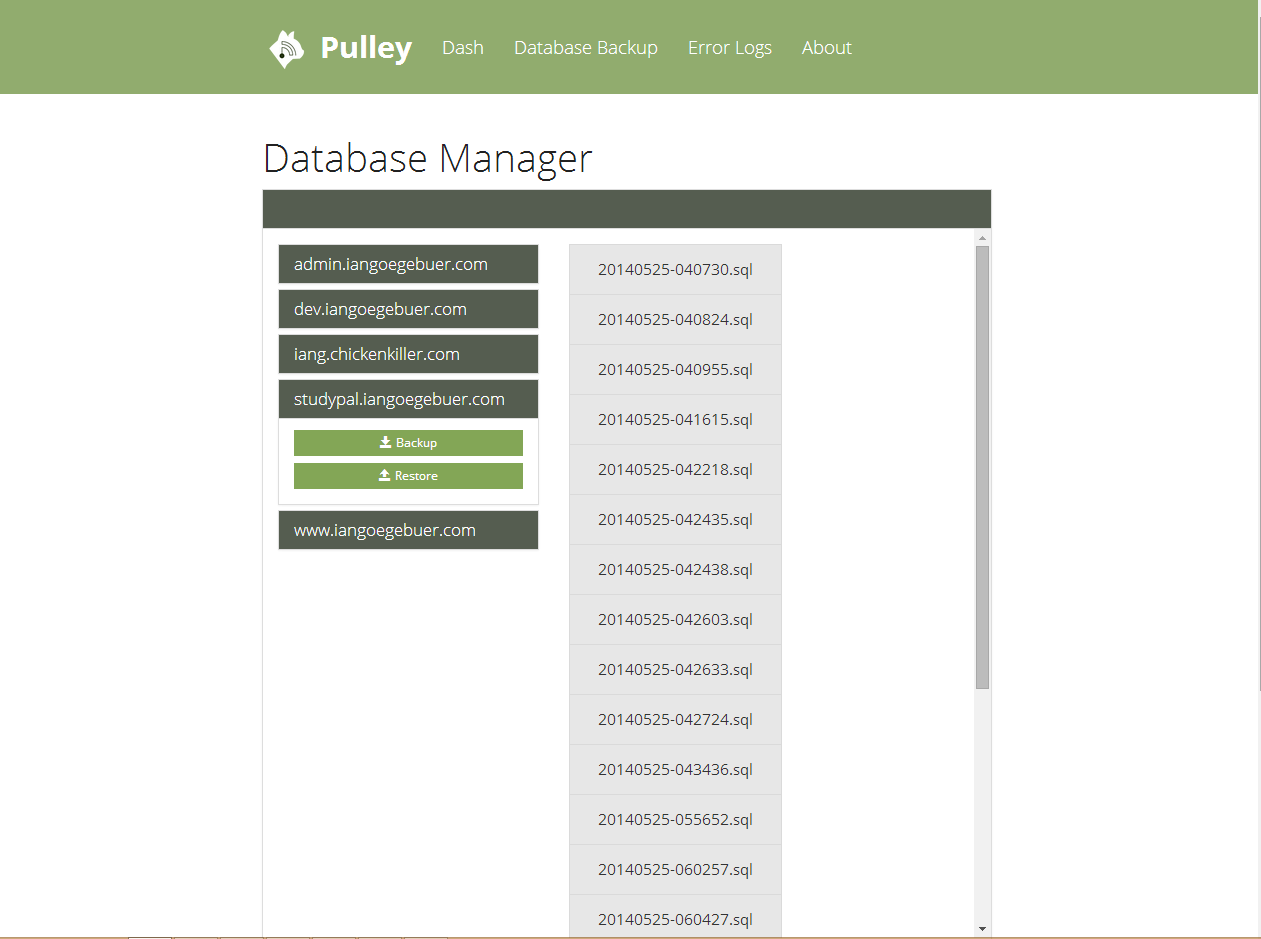 Pulley Dash Database Backup Error Logs About
Database Manager
admin.iangoegebuer.com
dev.iangoegebuer.com
iang.chickenkiller.com
studypal.iangoegebuer.com
Backup
Restore
www.iangoegebuer.com
20140525-040730.sql
20140525-040824.sql
20140525-040955.sql
20140525-041615.sql
20140525-042218.sql
20140525-042435.sql
20140525-042438.sql
20140525-042603.sql
20140525-042633.sql
20140525-042724.sql
20140525-043436.sql
20140525-055652.sql
20140525-060257.sql
20140525-060427.sql